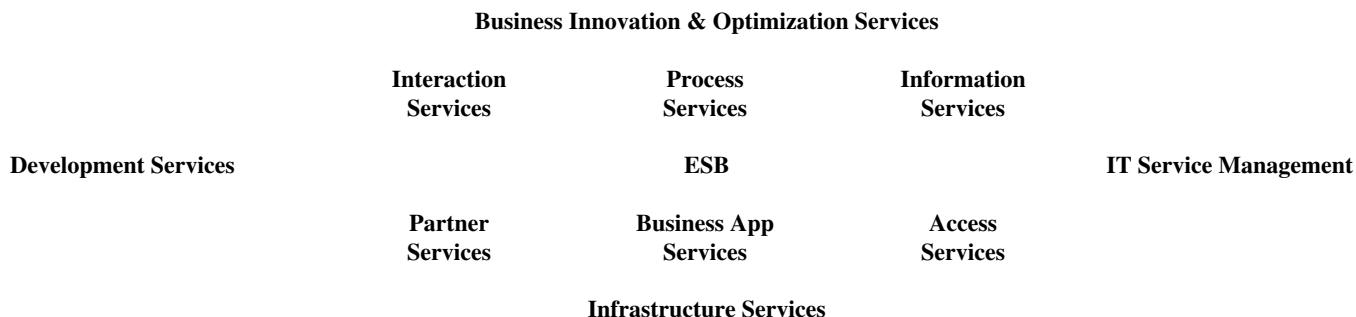 Business Innovation & Optimization Services
Interaction Process Information
Services Services Services
Development Services ESB IT Service Management
Partner Business App Access
Services Services Services
Infrastructure Services